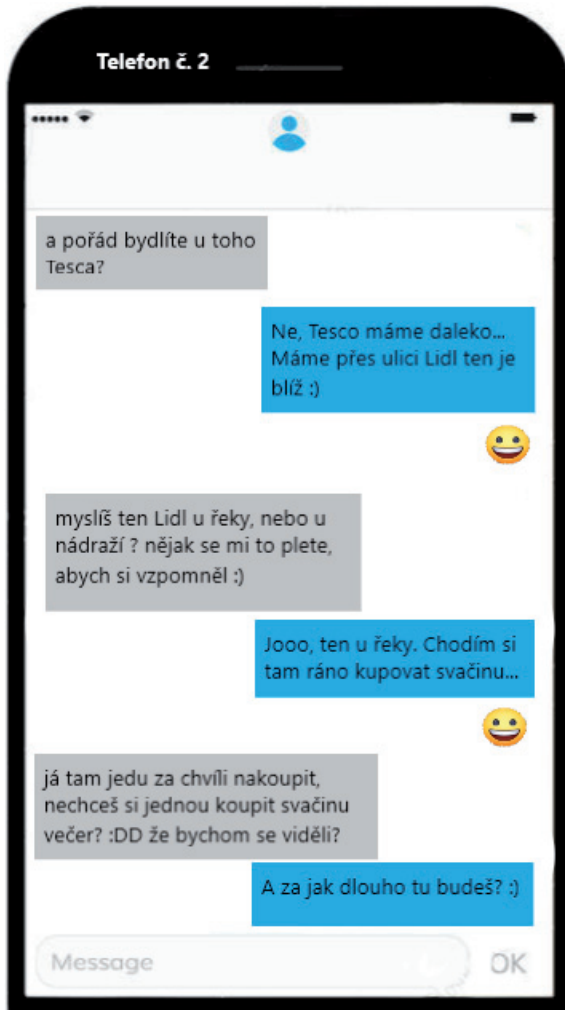 Telefon č. 2
a pořád bydlíte u toho
Tesca?
Ne, Tesco máme daleko...
Máme přes ulici Lidl ten je
blíž :)
myslíš ten Lidl u řeky, nebo u
nádraží ? nějak se mi to plete,
abych si vzpomněl :)
Jooo, ten u řeky. Chodím si
tam ráno kupovat svačinu...
já tam jedu za chvíli nakoupit,
nechceš si jednou koupit svačinu
večer? :DD že bychom se viděli?
A za jak dlouho tu budeš? :)
Message
OK